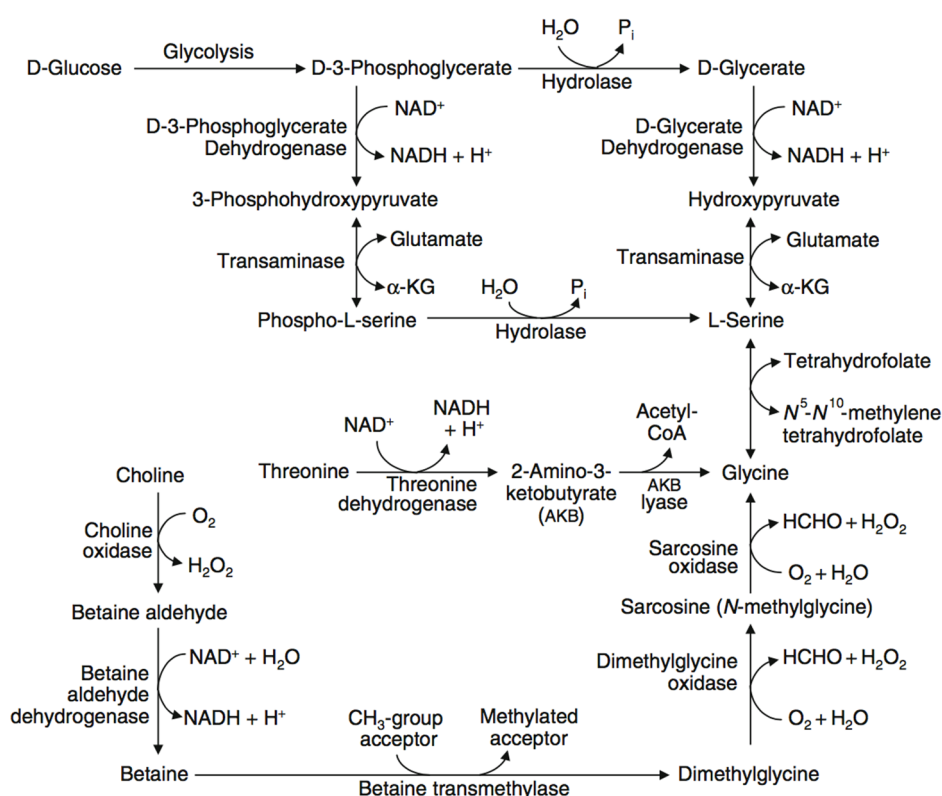 H₂O Pᵢ
Glycolysis
D-Glucose D-3-Phosphoglycerate D-Glycerate
Hydrolase
NAD⁺ NAD⁺
D-3-Phosphoglycerate D-Glycerate
Dehydrogenase Dehydrogenase
NADH + H⁺ NADH + H⁺
3-Phosphohydroxypyruvate Hydroxypyruvate
Glutamate Glutamate
Transaminase Transaminase
α-KG H₂O Pᵢ α-KG
Phospho-L-serine L-Serine
Hydrolase
Tetrahydrofolate
N⁵-N¹⁰-methylene
tetrahydrofolate
NAD⁺
NADH
+ H⁺
Acetyl-
CoA
Choline
Threonine
2-Amino-3-
ketobutyrate
(AKB)
Glycine
Threonine
dehydrogenase
AKB
lyase
O₂
Choline
oxidase
H₂O₂
HCHO + H₂O₂
Sarcosine
oxidase
O₂ + H₂O
Betaine aldehyde
Sarcosine (N-methylglycine)
NAD⁺ + H₂O
Betaine
aldehyde
dehydrogenase
NADH + H⁺
HCHO + H₂O₂
Dimethylglycine
oxidase
O₂ + H₂O
CH₃-group
acceptor
Methylated
acceptor
Betaine Dimethylglycine
Betaine transmethylase